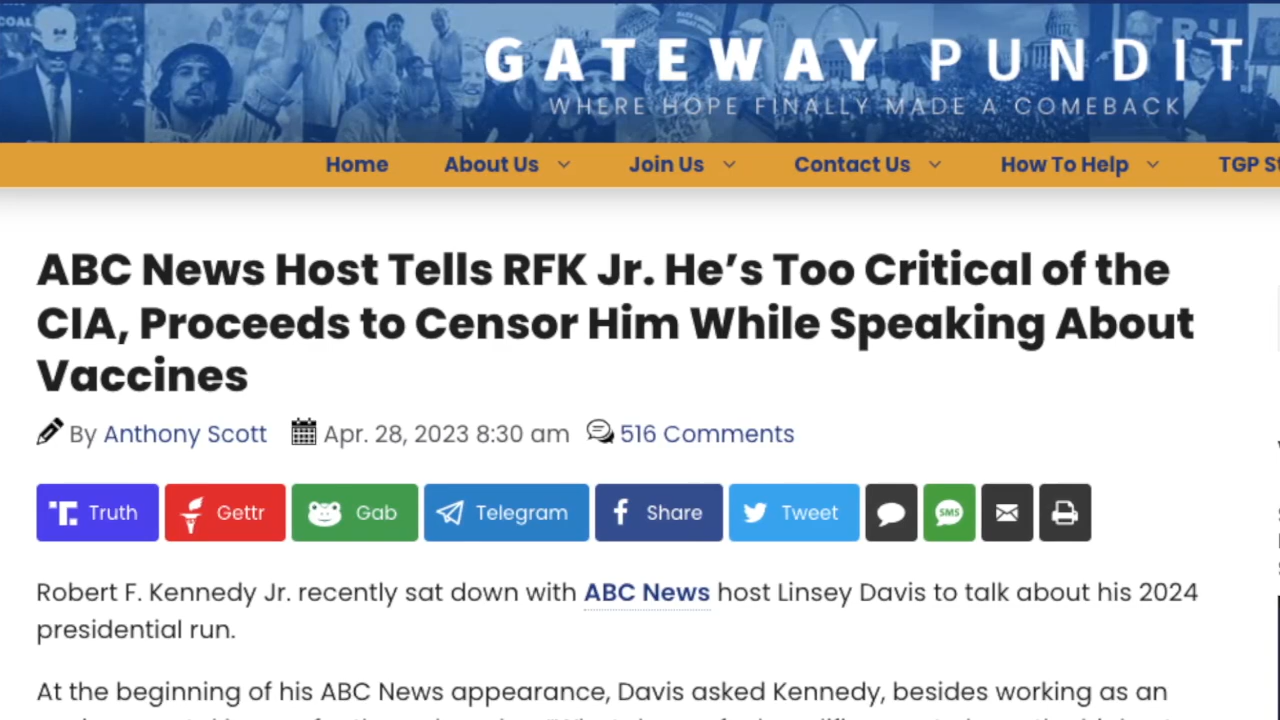 GATEWAY PUNDIT
WHERE HOPE FINALLY MADE A COMEBACK
Home About Us Join Us Contact Us How To Help TGP
ABC News Host Tells RFK Jr. He’s Too Critical of the
CIA, Proceeds to Censor Him While Speaking About
Vaccines
By Anthony Scott Apr. 28, 2023 8:30 am 516 Comments
Truth Gettr Gab Telegram Share Tweet SMS
Robert F. Kennedy Jr. recently sat down with ABC News host Linsey Davis to talk about his 2024
presidential run.
At the beginning of his ABC News appearance, Davis asked Kennedy, besides working as an